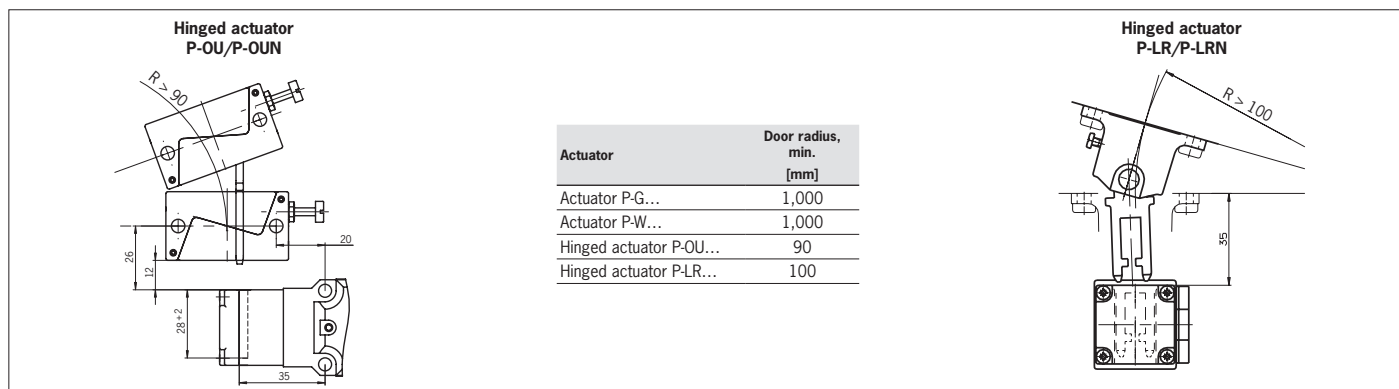 Hinged actuator
P-OU/P-OUN
R > 90
20
26
12
28+2
35
Actuator
Door radius,
min.
[mm]
Actuator P-G… 1,000
Actuator P-W… 1,000
Hinged actuator P-OU… 90
Hinged actuator P-LR… 100
Hinged actuator
P-LR/P-LRN
R > 100
35